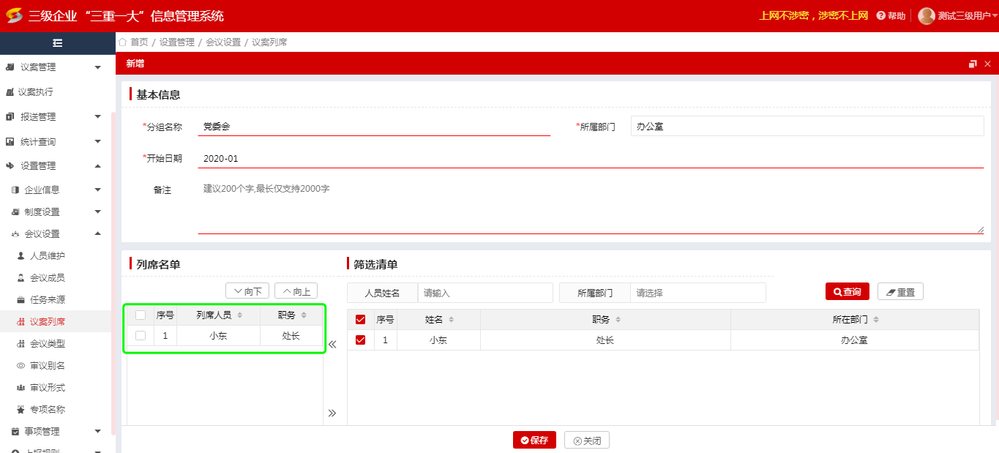 三级企业“三重一大”信息管理系统
上网不涉密，涉密不上网 帮助 测试三级用户
首页 / 设置管理 / 会议设置 / 议案列席
新增
议案管理
议案执行
报送管理
统计查询
设置管理
企业信息
制度设置
会议设置
人员维护
会议成员
任务来源
议案列席
会议类型
审议别名
审议形式
专项名称
事项管理
上报规则
基本信息
*分组名称 党委会 *所属部门 办公室
*开始日期 2020-01
备注 建议200个字,最长仅支持2000字
列席名单
向下 向上
序号 列席人员 职务
1 小东 处长
筛选清单
人员姓名 请输入 所属部门 请选择 查询 重置
序号 姓名 职务 所在部门
1 小东 处长 办公室
保存 关闭